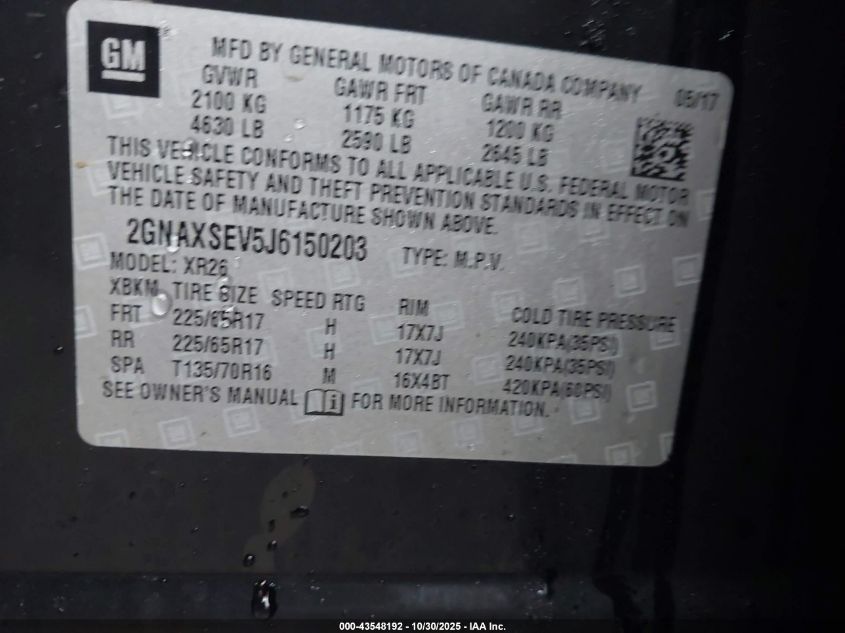 GM
MFD BY GENERAL MOTORS OF CANADA COMPANY 05/17
GVWR GAWR FRT GAWR RR
2100 KG 1175 KG 1200 KG
4630 LB 2590 LB 2645 LB
THIS VEHICLE CONFORMS TO ALL APPLICABLE U.S. FEDERAL MOTOR
VEHICLE SAFETY AND THEFT PREVENTION STANDARDS IN EFFECT ON
THE DATE OF MANUFACTURE SHOWN ABOVE.
2GNAXSEV5J6150203 TYPE: M.P.V.
MODEL: XR26
XBKM TIRE SIZE SPEED RTG RIM COLD TIRE PRESSURE
FRT 225/65R17 H 17X7J 240KPA(35PSI)
RR 225/65R17 H 17X7J 240KPA(35PSI)
SPA T135/70R16 M 16X4BT 420KPA(60PSI)
SEE OWNER'S MANUAL FOR MORE INFORMATION.
000-43548192 - 10/30/2025 - IAA Inc.